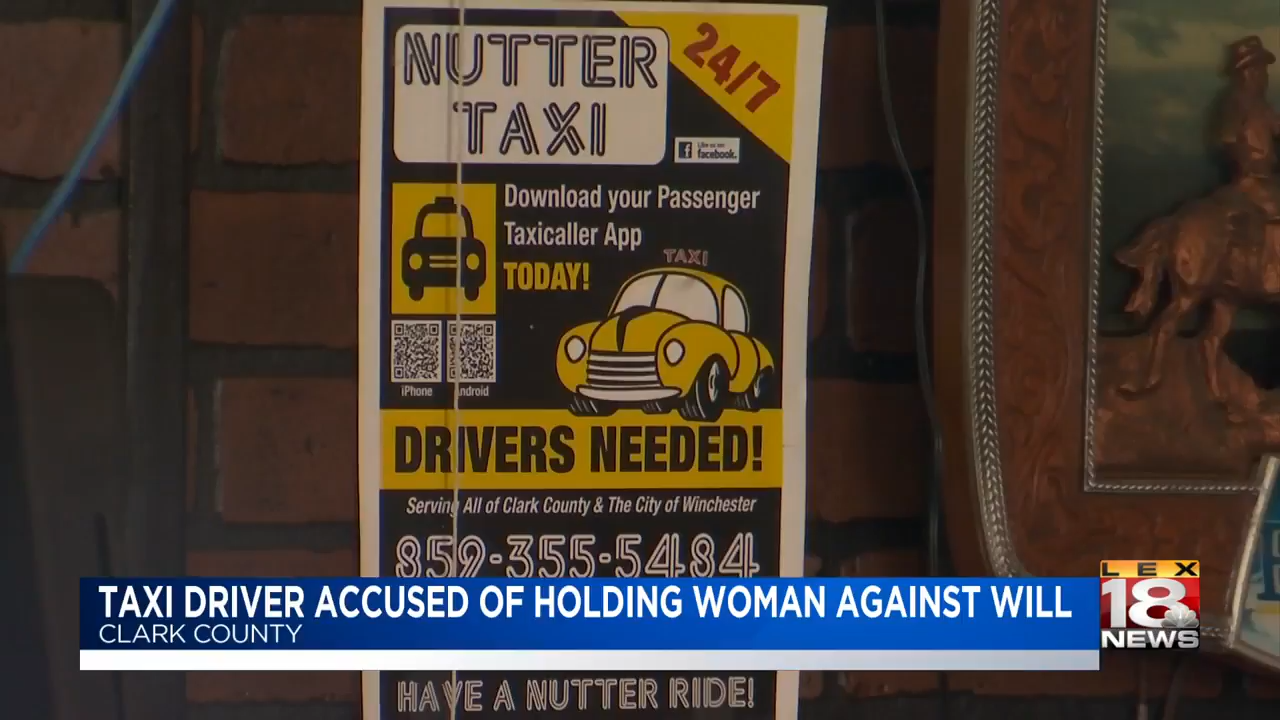 NUTTER
TAXI
24/7
Like us on
facebook.
Download your Passenger
Taxicaller App
TODAY!
TAXI
iPhone
Android
DRIVERS NEEDED!
Serving All of Clark County & The City of Winchester
859-355-5484
TAXI DRIVER ACCUSED OF HOLDING WOMAN AGAINST WILL
CLARK COUNTY
LEX
18
NEWS
HAVE A NUTTER RIDE!